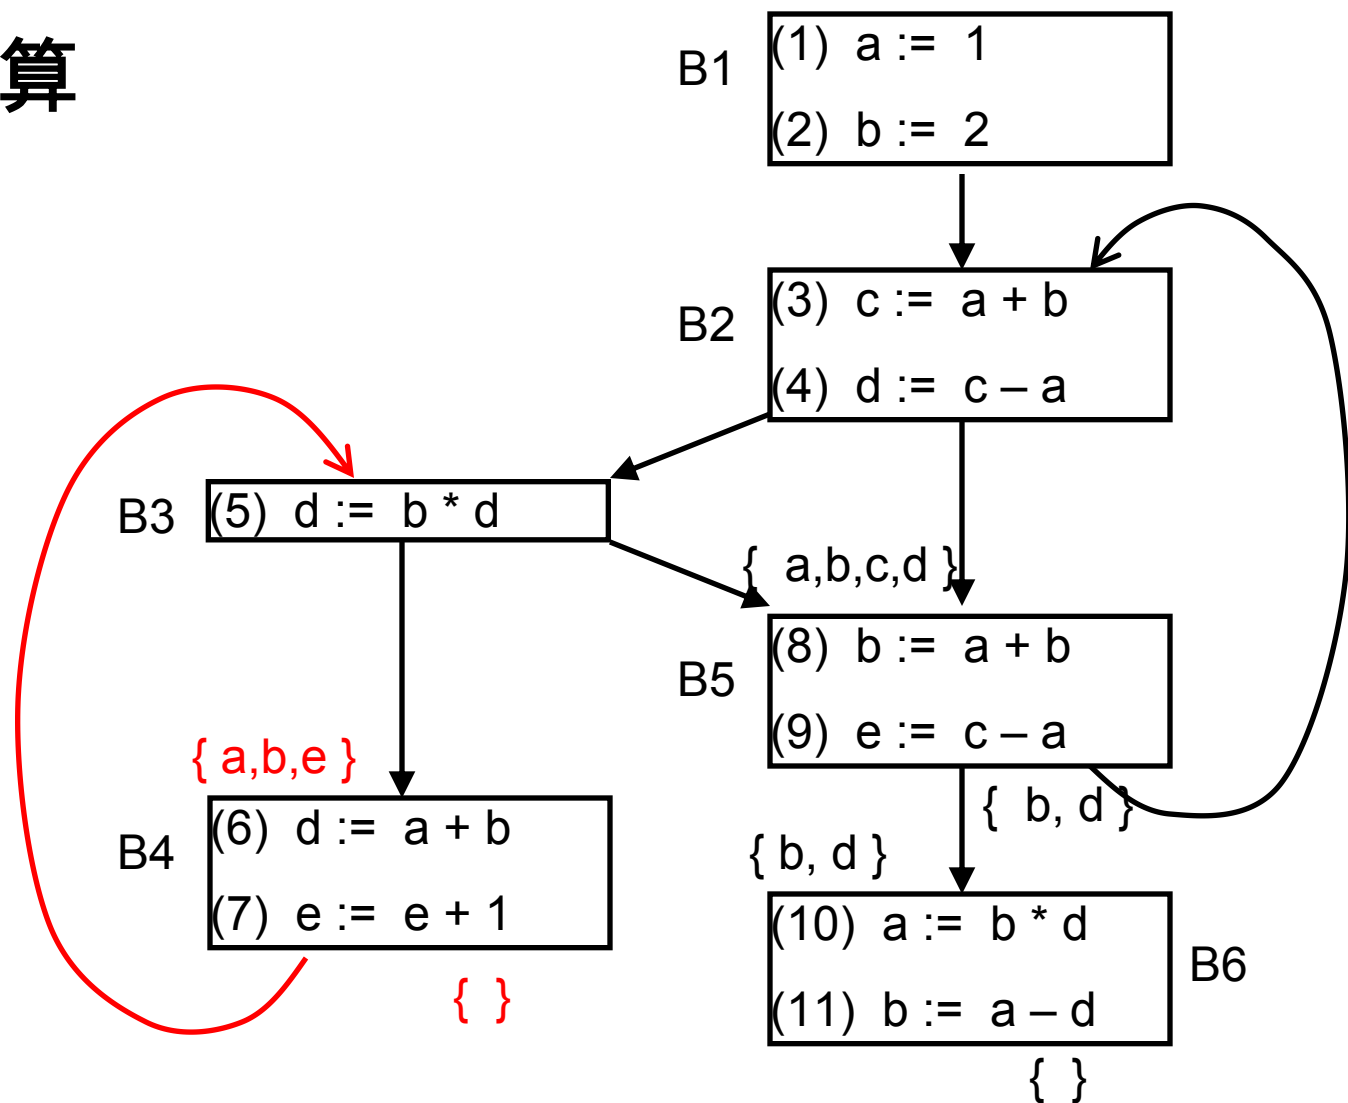 算
B1
(1) a := 1
(2) b := 2
B2
(3) c := a + b
(4) d := c – a
B3
(5) d := b * d
{ a,b,c,d }
B5
(8) b := a + b
(9) e := c – a
{ a,b,e }
B4
(6) d := a + b
(7) e := e + 1
{ }
{ b, d }
{ b, d }
(10) a := b * d
(11) b := a – d
B6
{ }